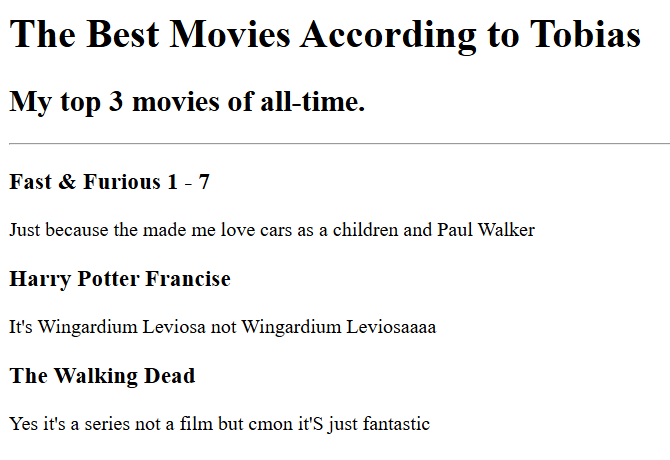 The Best Movies According to Tobias
My top 3 movies of all-time.
Fast & Furious 1 - 7
Just because the made me love cars as a children and Paul Walker
Harry Potter Francise
It's Wingardium Leviosa not Wingardium Leviosaaaa
The Walking Dead
Yes it's a series not a film but cmon it'S just fantastic